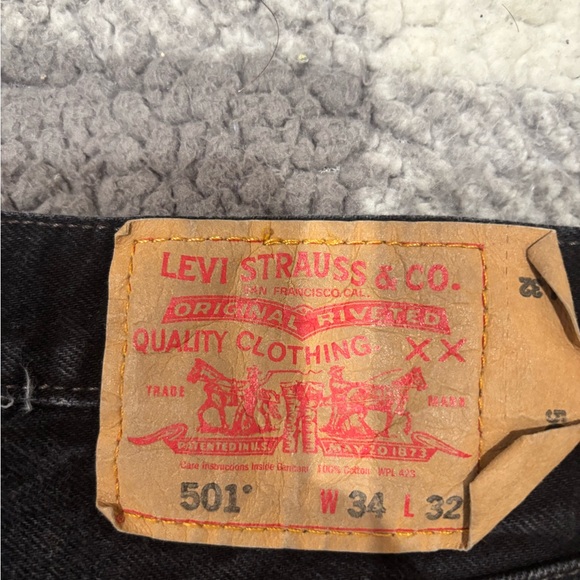 LEVI STRAUSS & CO.
SAN FRANCISCO CAL.
ORIGINAL RIVETED
QUALITY CLOTHING XX
TRADE MARK
PATENTED IN U.S. MAY 20 1873
Care Instructions Inside Garment 100% Cotton WPL 423
501® W 34 L 32
32